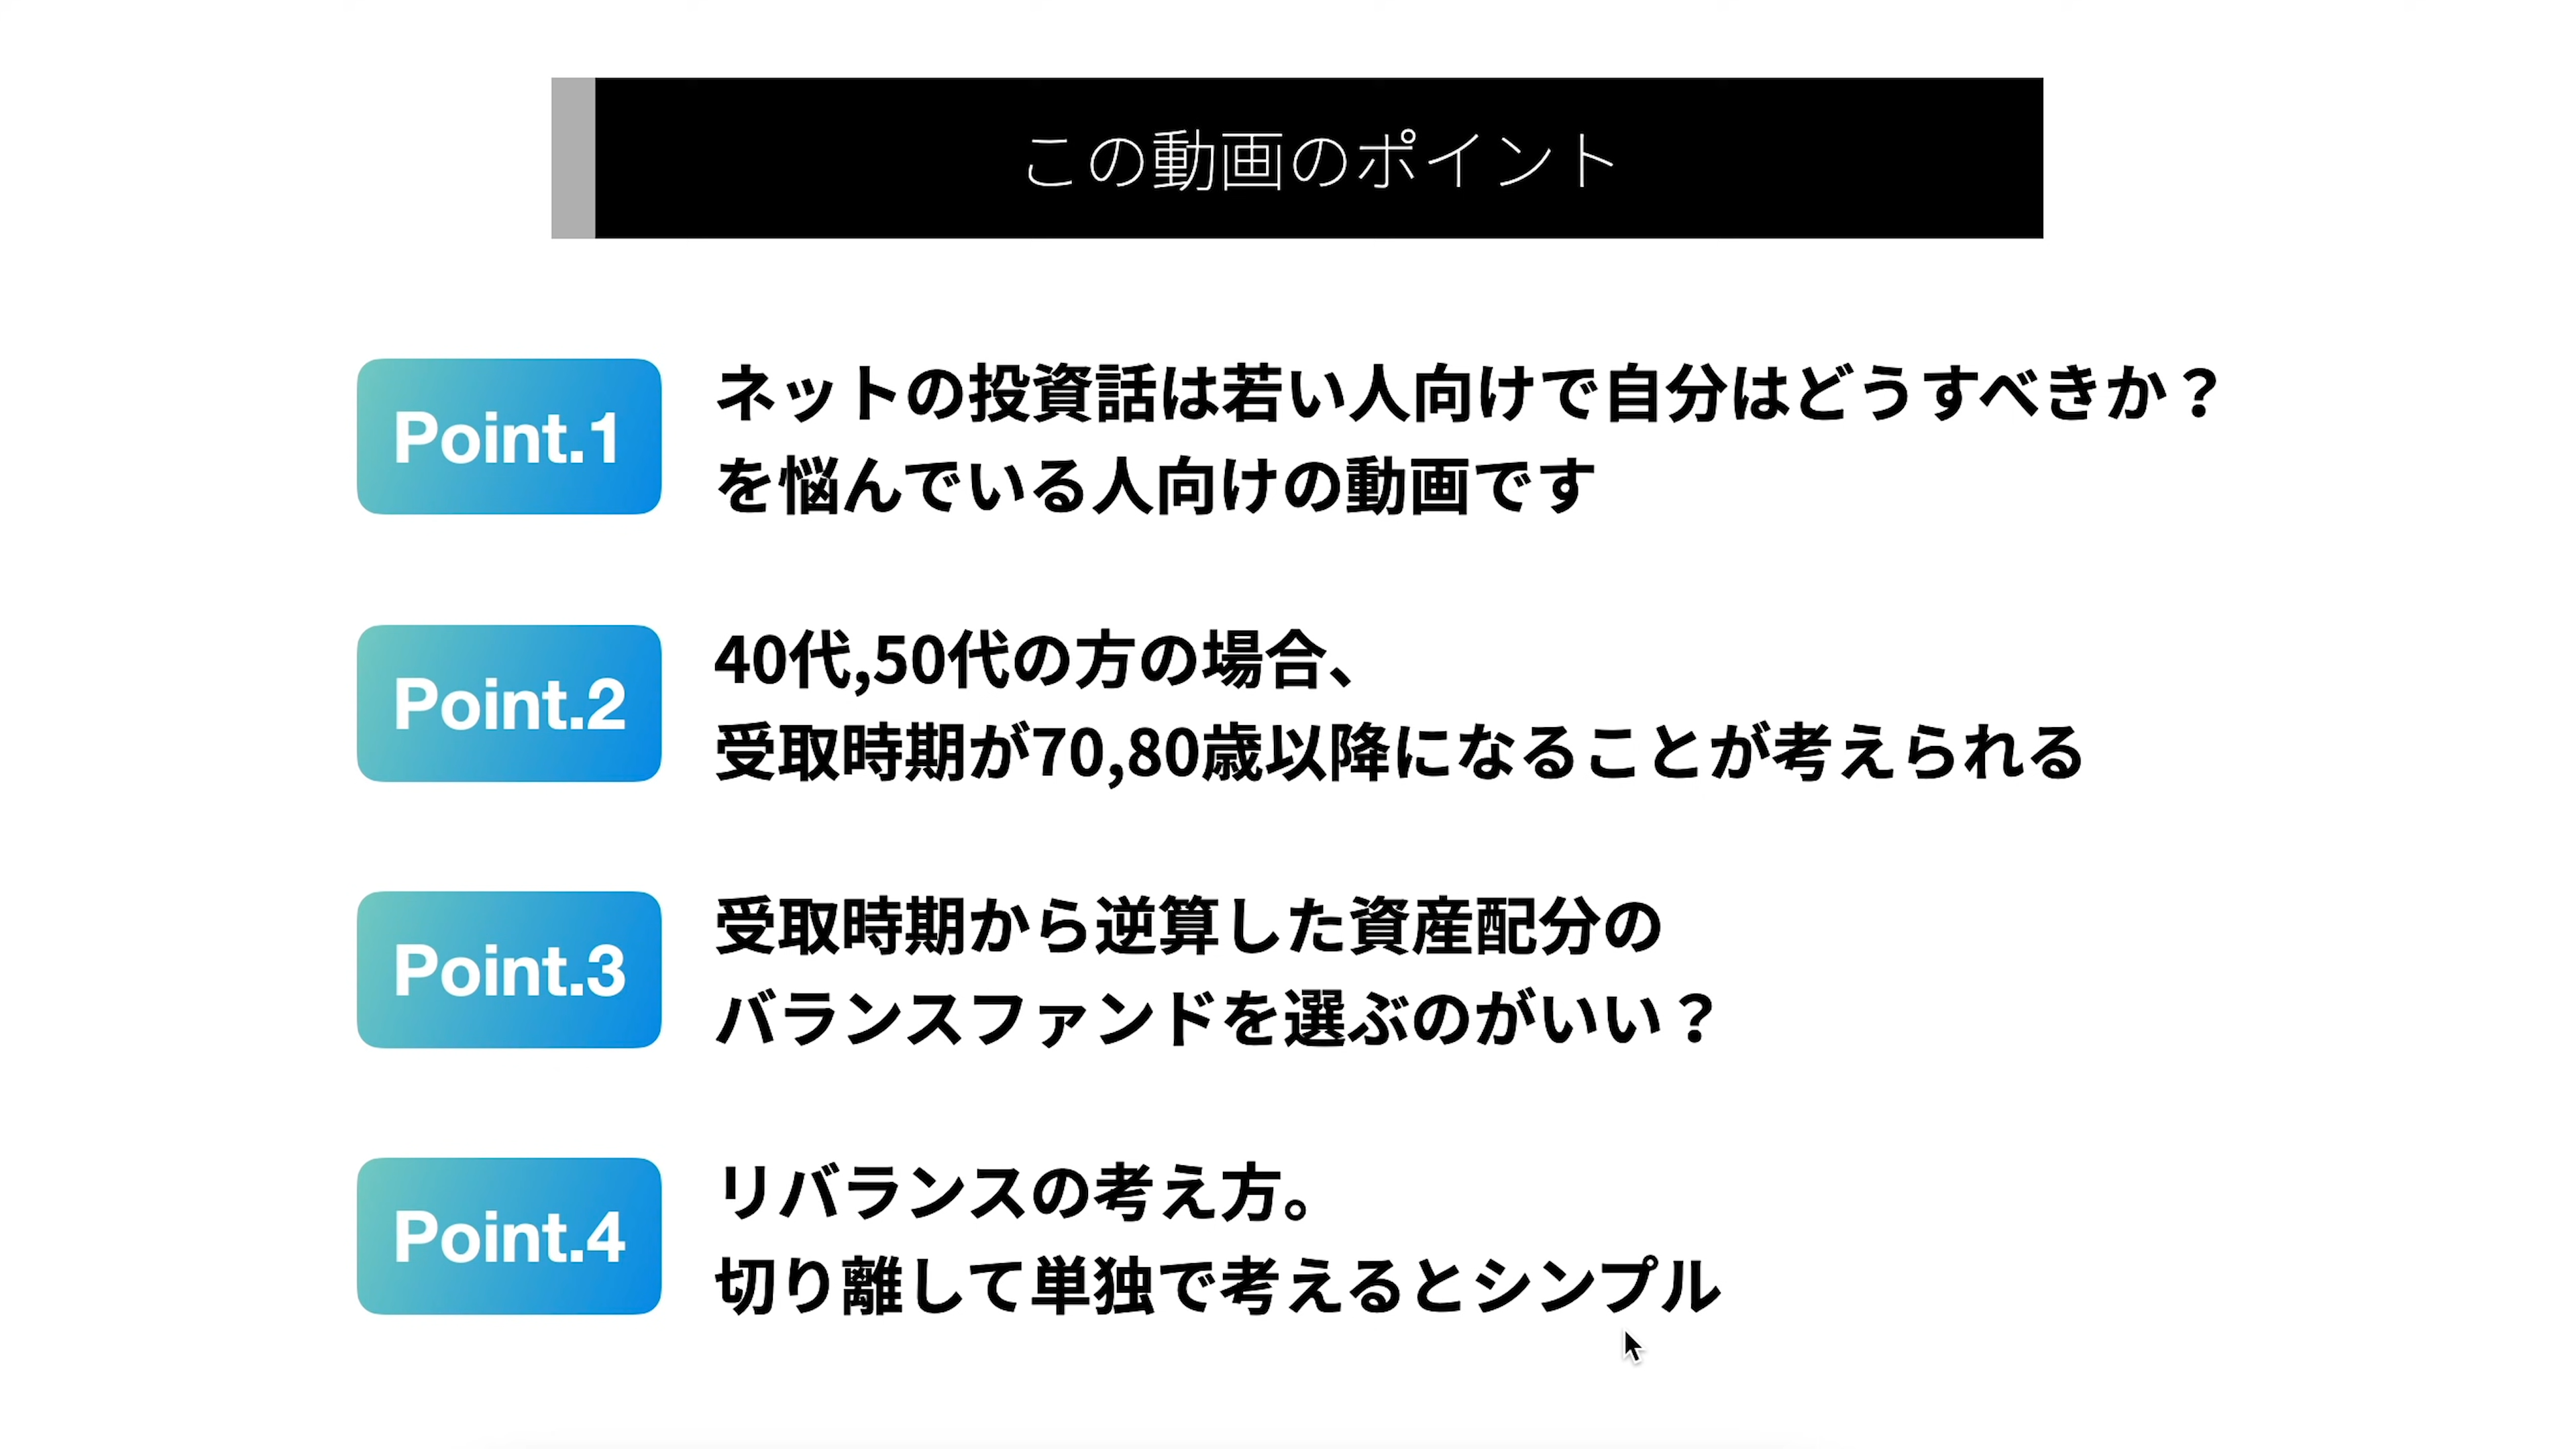 この動画のポイント
Point.1
ネットの投資話は若い人向けで自分はどうすべきか？
を悩んでいる人向けの動画です
Point.2
40代,50代の方の場合、
受取時期が70,80歳以降になることが考えられる
Point.3
受取時期から逆算した資産配分の
バランスファンドを選ぶのがいい？
Point.4
リバランスの考え方。
切り離して単独で考えるとシンプル